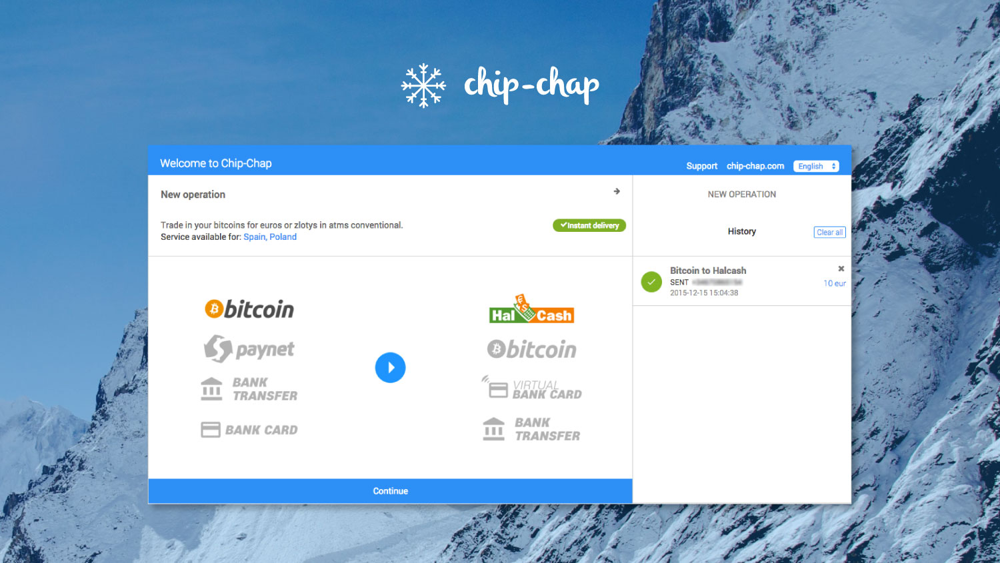 chip-chap
Welcome to Chip-Chap
Support chip-chap.com English
New operation
Trade in your bitcoins for euros or zlotys in atms conventional.
Service available for: Spain, Poland
Instant delivery
bitcoin
paynet
BANK
TRANSFER
BANK CARD
HalCash
bitcoin
VIRTUAL
BANK CARD
BANK
TRANSFER
Continue
NEW OPERATION
History Clear all
Bitcoin to Halcash
SENT
10 eur
2015-12-15 15:04:38